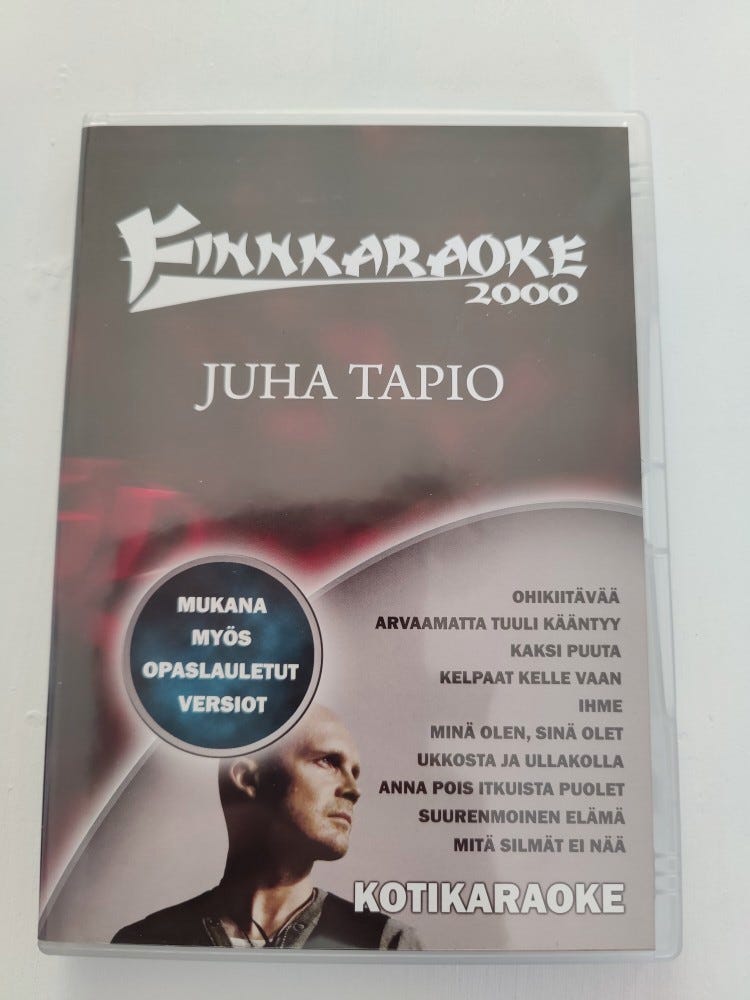 FINNKARAOKE
2000
JUHA TAPIO
MUKANA
MYÖS
OPASLAULETUT
VERSIOT
OHIKIITÄVÄÄ
ARVAAMATTA TUULI KÄÄNTYY
KAKSI PUUTA
KELPAAT KELLE VAAN
IHME
MINÄ OLEN, SINÄ OLET
UKKOSTA JA ULLAKOLLA
ANNA POIS ITKUISTA PUOLET
SUURENMOINEN ELÄMÄ
MITÄ SILMÄT EI NÄÄ
KOTIKARAOKE